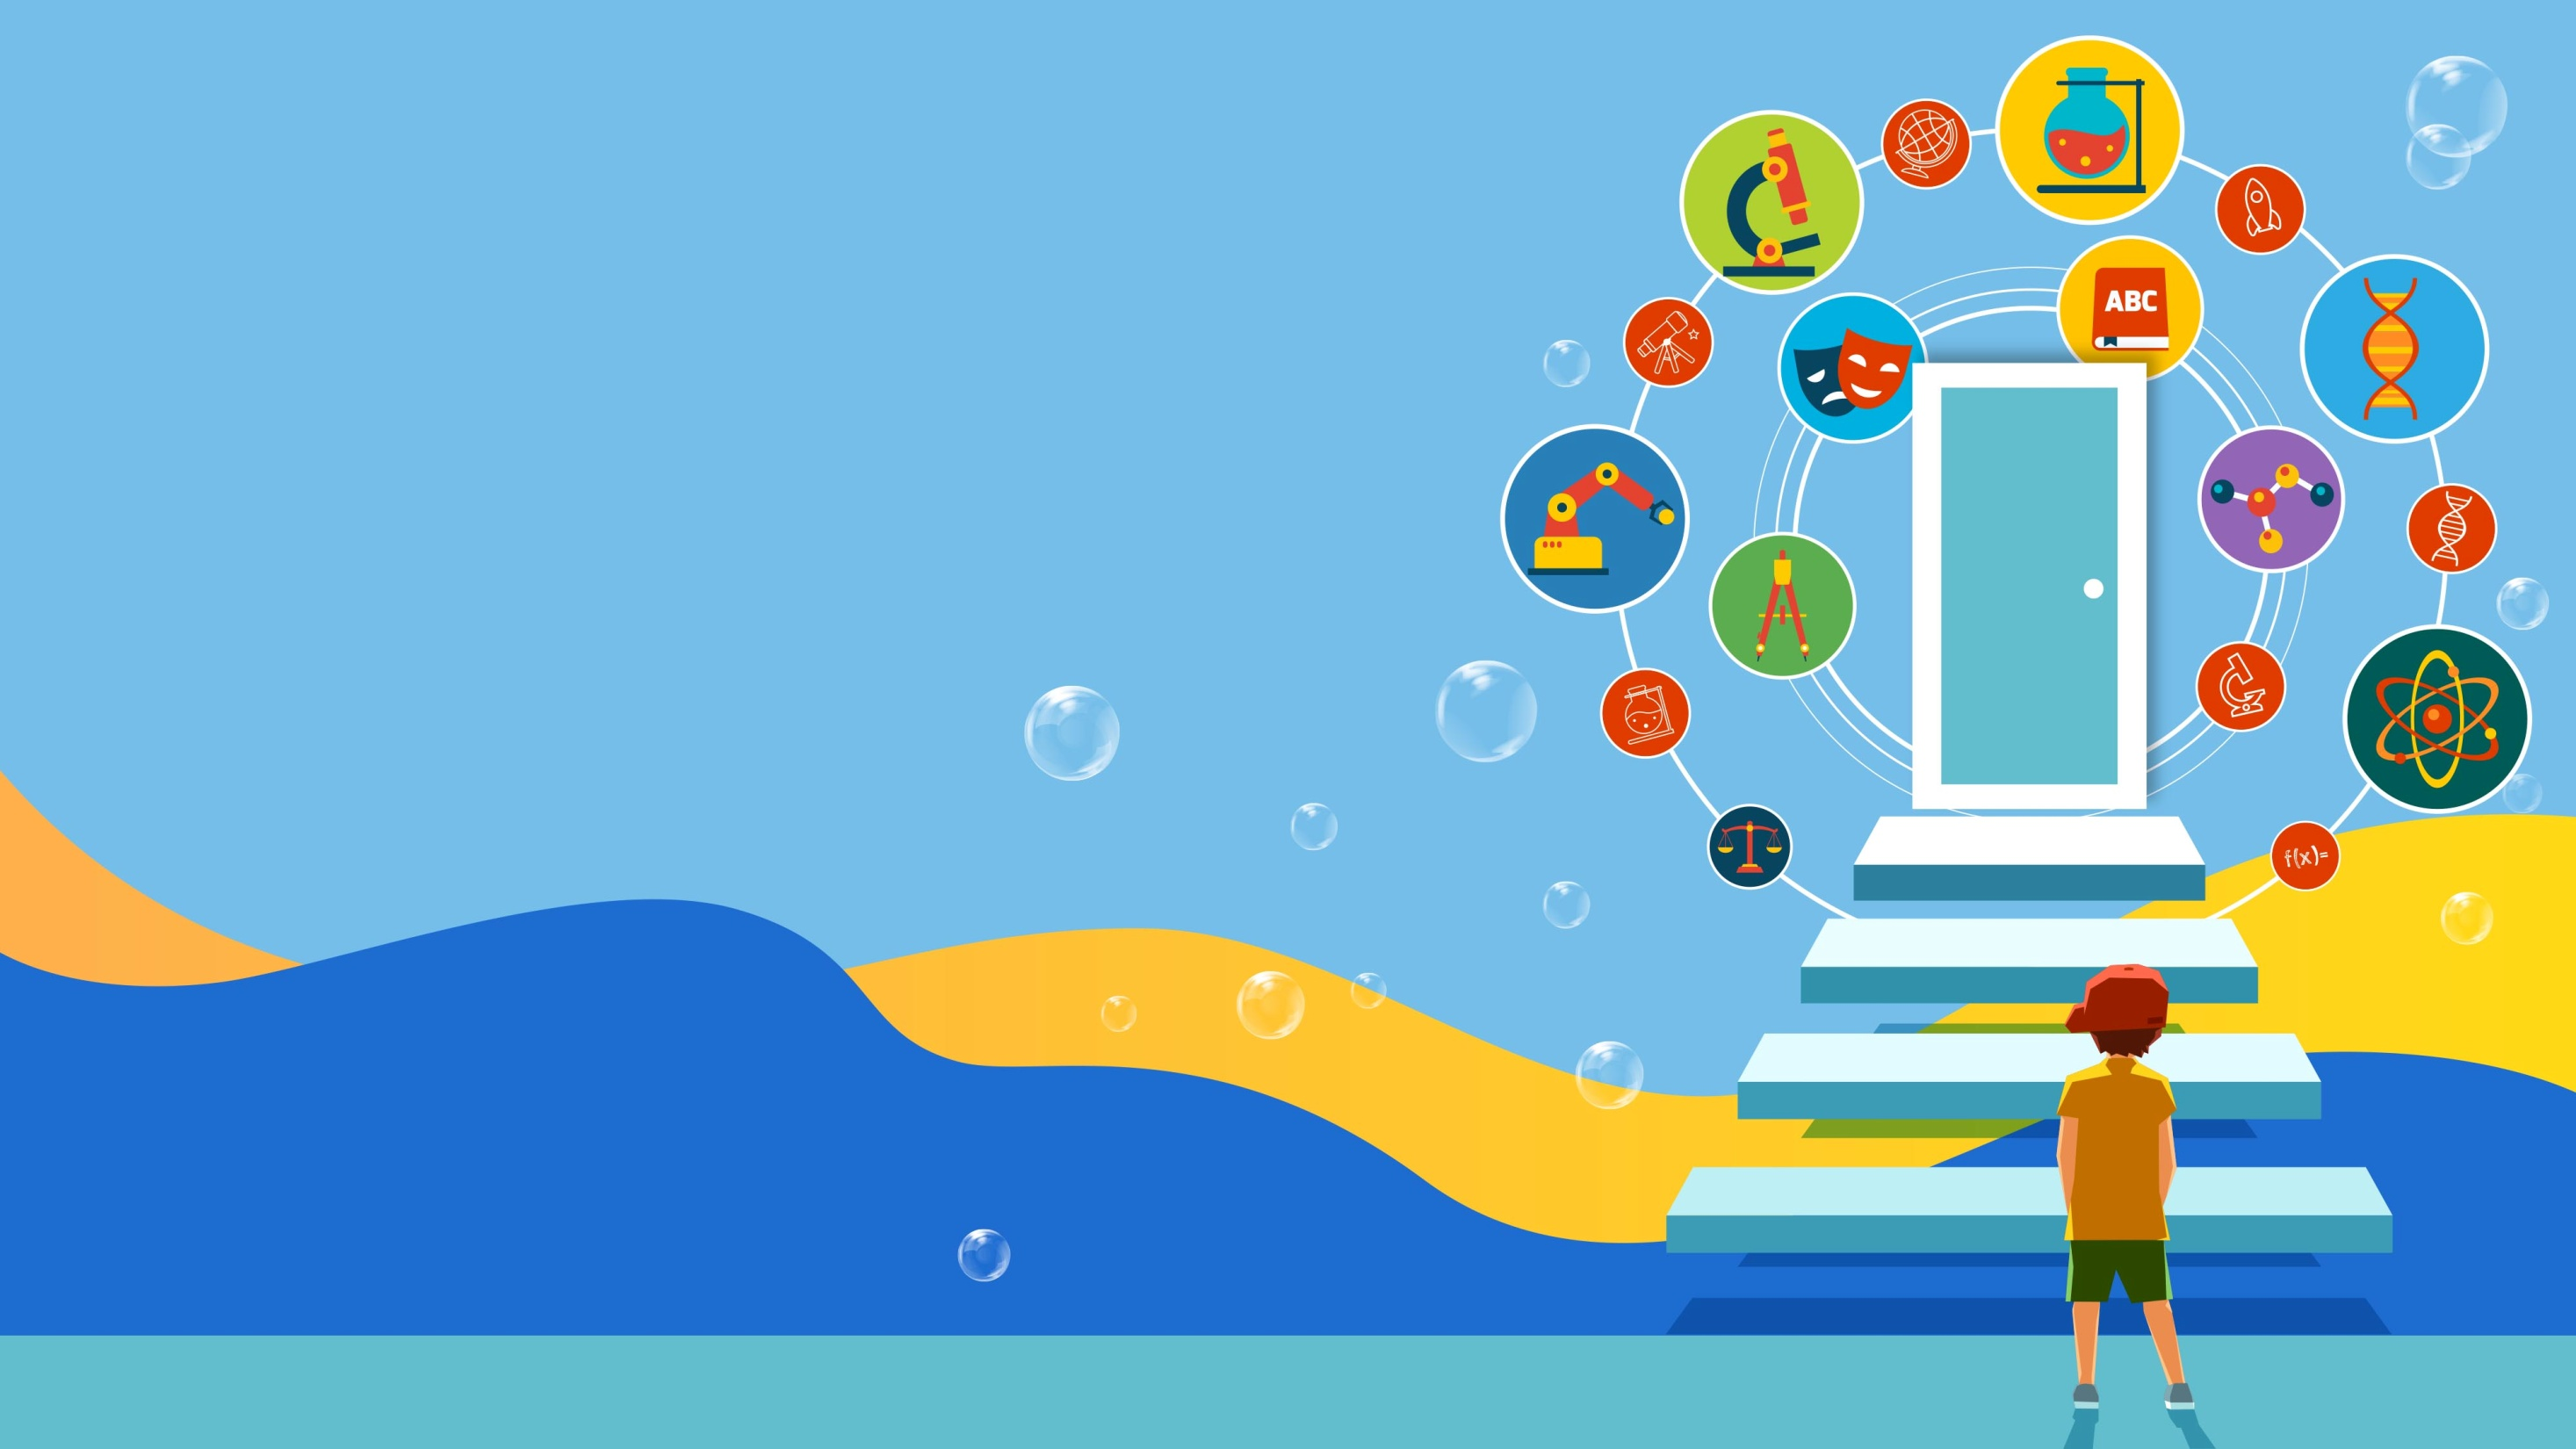 ABC
f(x)=